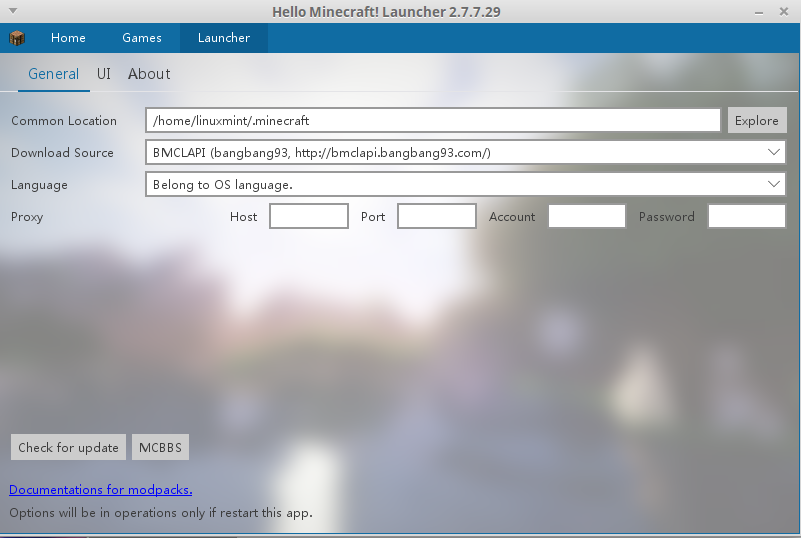 Hello Minecraft! Launcher 2.7.7.29
Home Games Launcher
General UI About
Common Location /home/linuxmint/.minecraft Explore
Download Source BMCLAPI (bangbang93, http://bmclapi.bangbang93.com/)
Language Belong to OS language.
Proxy Host Port Account Password
Check for update MCBBS
Documentations for modpacks.
Options will be in operations only if restart this app.